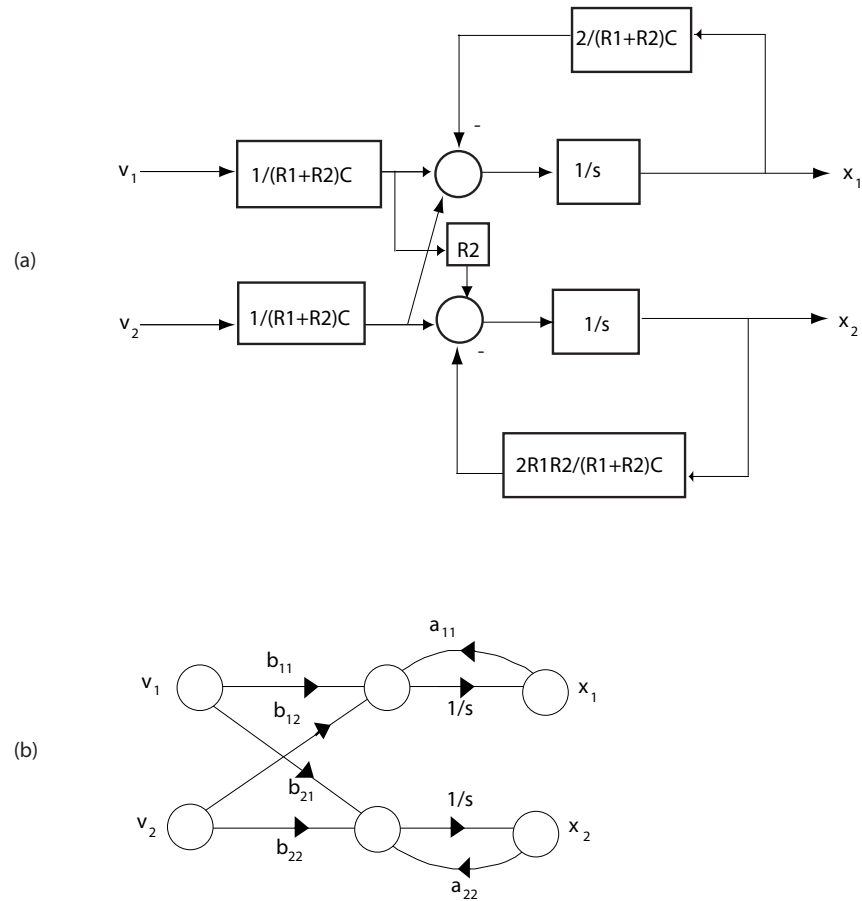 2/(R1+R2)C
-
v1
1/(R1+R2)C
1/s
x1
(a)
R2
v2
1/(R1+R2)C
1/s
x2
-
2R1R2/(R1+R2)C
a11
v1
b11
x1
b12
1/s
(b)
b21
1/s
v2
x2
b22
a22